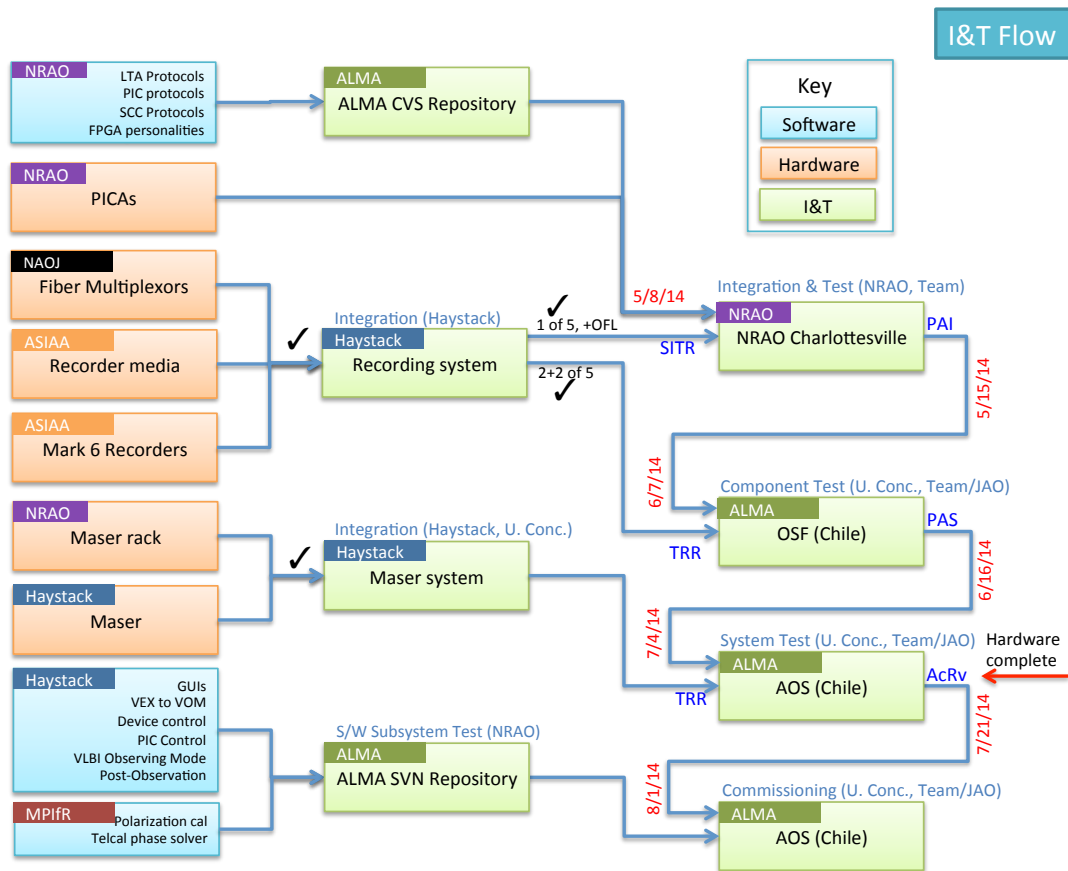 I&T Flow
Key
Software
Hardware
I&T
NRAO
LTA Protocols
PIC protocols
SCC Protocols
FPGA personalities
ALMA
ALMA CVS Repository
NRAO
PICAs
NAOJ
Fiber Multiplexors
ASIAA
Recorder media
ASIAA
Mark 6 Recorders
✓
Integration (Haystack)
Haystack
Recording system
✓
1 of 5, +OFL
2+2 of 5
✓
5/8/14
SITR
Integration & Test (NRAO, Team)
NRAO
NRAO Charlottesville
PAI
5/15/14
6/7/14
NRAO
Maser rack
Haystack
Maser
✓
Integration (Haystack, U. Conc.)
Haystack
Maser system
TRR
Component Test (U. Conc., Team/JAO)
ALMA
OSF (Chile)
PAS
6/16/14
7/4/14
TRR
System Test (U. Conc., Team/JAO)
ALMA
AOS (Chile)
AcRv
Hardware
complete
7/21/14
8/1/14
Haystack
GUIs
VEX to VOM
Device control
PIC Control
VLBI Observing Mode
Post-Observation
MPIfR
Polarization cal
Telcal phase solver
S/W Subsystem Test (NRAO)
ALMA
ALMA SVN Repository
Commissioning (U. Conc., Team/JAO)
ALMA
AOS (Chile)